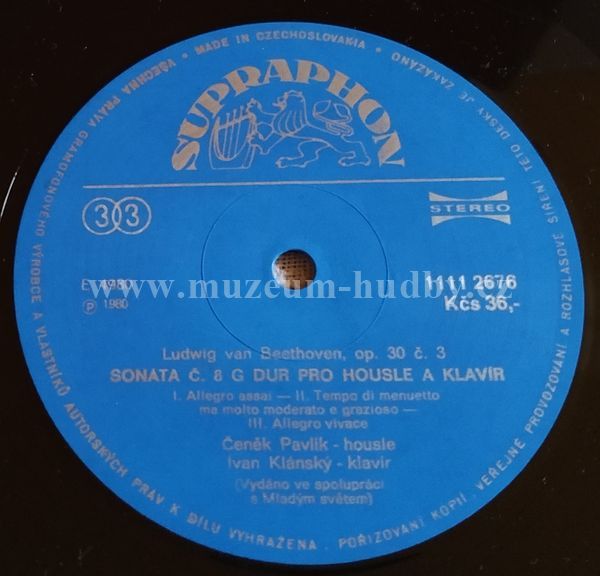 VŠECHNA PRÁVA GRAMOFONOVÉHO VÝROBCE A VLASTNÍKŮ AUTORSKÝCH PRÁV K DÍLU VYHRAŽENA. POŘIZOVÁNÍ KOPIÍ, VEŘEJNÉ PROVOZOVÁNÍ A ROZHLASOVÉ ŠÍŘENÍ TÉTO DESKY JE ZAKÁZÁNO • MADE IN CZECHOSLOVAKIA •
SUPRAPHON
33
STEREO
1980
℗ 1980
1111 2676
Kčs 36,-
www.muzeum-hudby.cz
Ludwig van Beethoven, op. 30 č. 3
SONATA Č. 8 G DUR PRO HOUSLE A KLAVÍR
I. Allegro assai — II. Tempo di menuetto
ma molto moderato e grazioso —
III. Allegro vivace
Čeněk Pavlík - housle
Ivan Klánský - klavír
(Vydáno ve spolupráci
s Mladým světem)